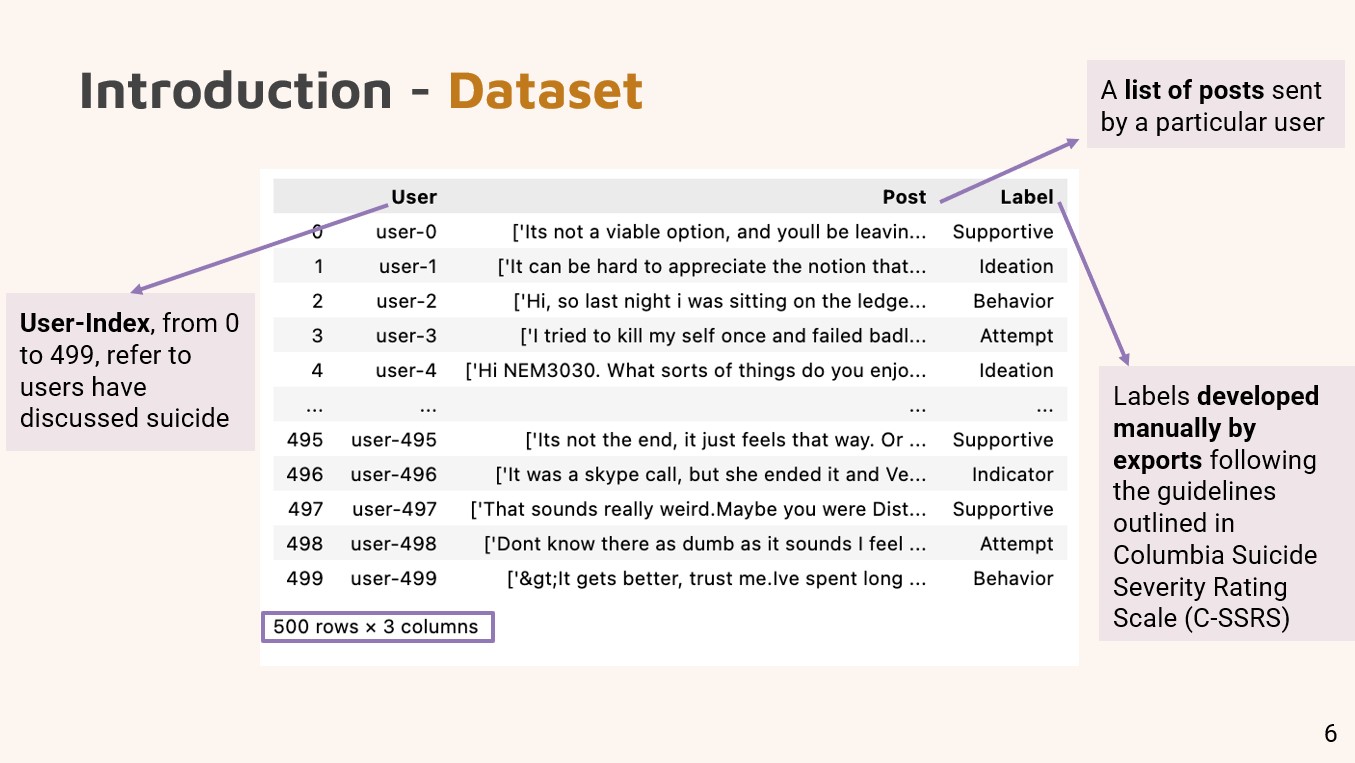 Introduction - Dataset
A list of posts sent
by a particular user
User Post Label
0 user-0 ['Its not a viable option, and youll be leavin... Supportive
1 user-1 ['It can be hard to appreciate the notion that... Ideation
2 user-2 ['Hi, so last night i was sitting on the ledge... Behavior
3 user-3 ['I tried to kill my self once and failed badl... Attempt
4 user-4 ['Hi NEM3030. What sorts of things do you enjo... Ideation
... ... ... ...
495 user-495 ['Its not the end, it just feels that way. Or ... Supportive
496 user-496 ['It was a skype call, but she ended it and Ve... Indicator
497 user-497 ['That sounds really weird.Maybe you were Dist... Supportive
498 user-498 ['Dont know there as dumb as it sounds I feel ... Attempt
499 user-499 ['&gt;It gets better, trust me.Ive spent long ... Behavior
500 rows × 3 columns
User-Index, from 0
to 499, refer to
users have
discussed suicide
Labels developed
manually by
exports following
the guidelines
outlined in
Columbia Suicide
Severity Rating
Scale (C-SSRS)
6